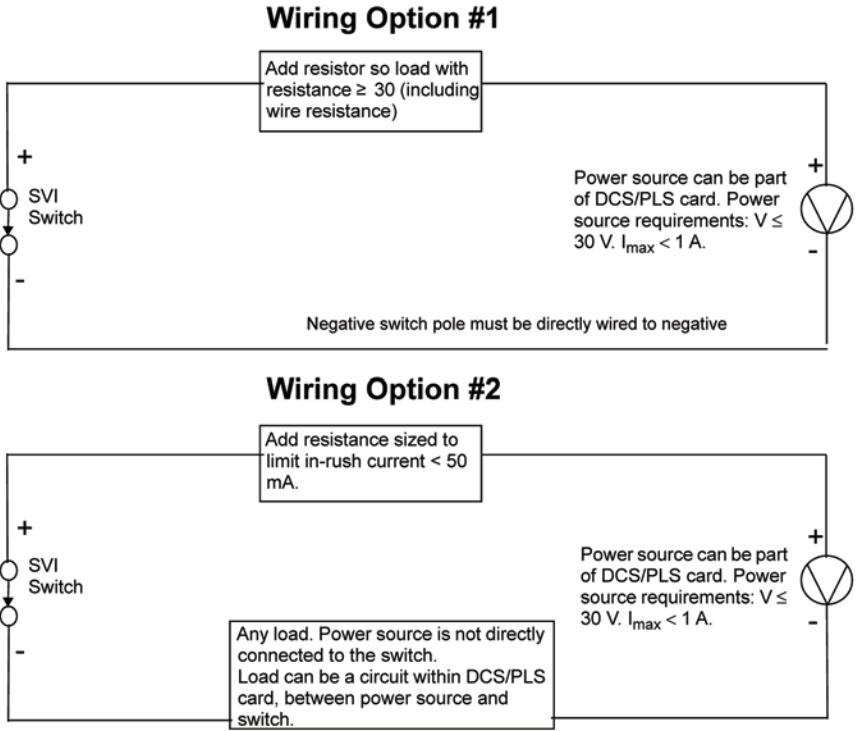 Wiring Option #1
Add resistor so load with
resistance ≥ 30 (including
wire resistance)
+
SVI
Switch
-
Power source can be part
of DCS/PLS card. Power
source requirements: V ≤
30 V. Imax < 1 A.
+
-
Negative switch pole must be directly wired to negative
Wiring Option #2
Add resistance sized to
limit in-rush current < 50
mA.
+
SVI
Switch
-
Power source can be part
of DCS/PLS card. Power
source requirements: V ≤
30 V. Imax < 1 A.
+
-
Any load. Power source is not directly
connected to the switch.
Load can be a circuit within DCS/PLS
card, between power source and
switch.